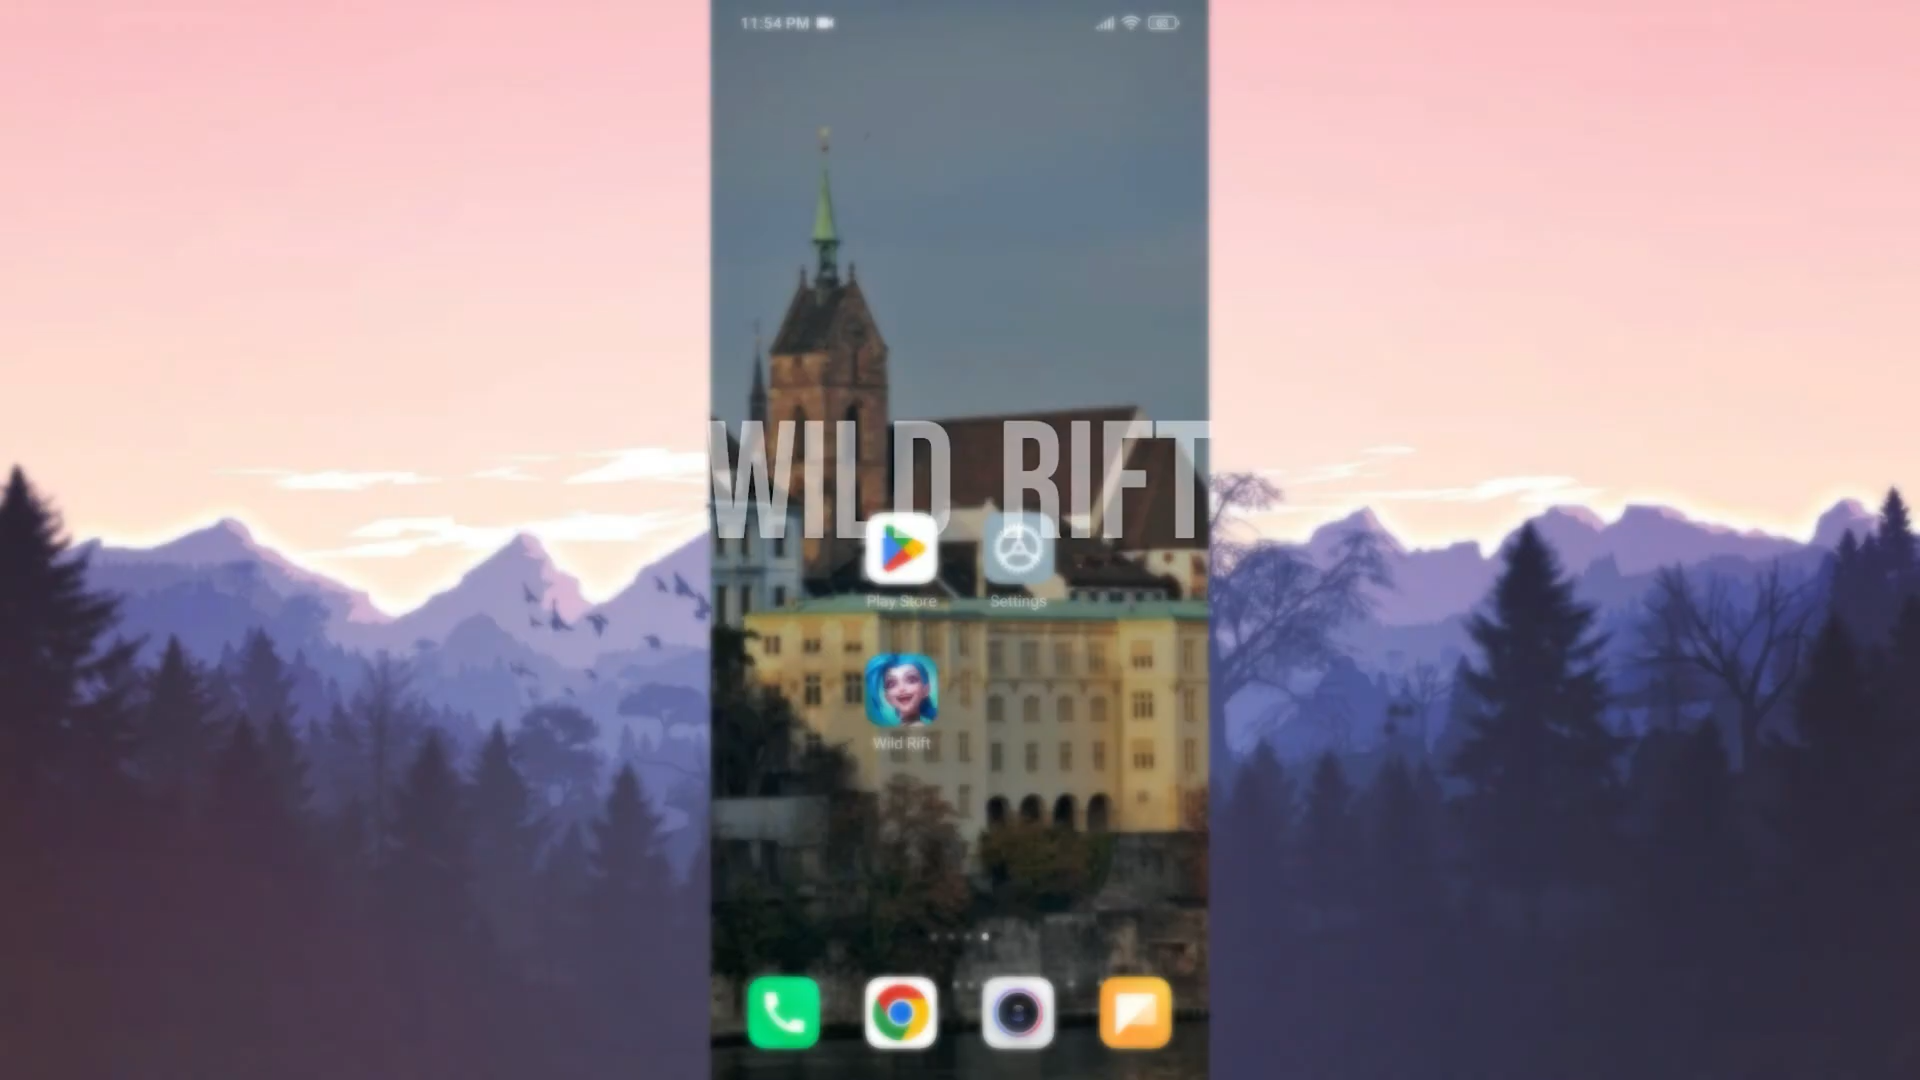 11:54 PM
WILD RIFT
Play Store
Settings
Wild Rift